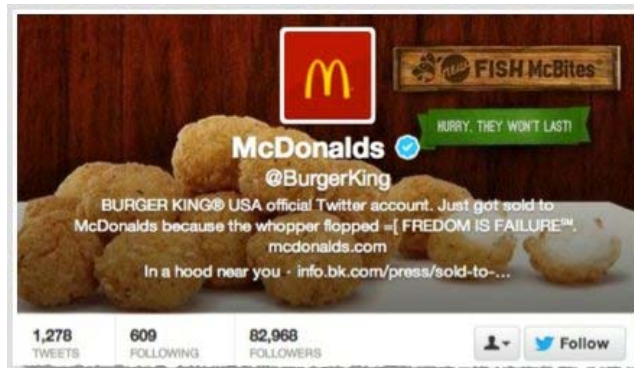 new FISH McBites
HURRY, THEY WON'T LAST!
McDonalds
@BurgerKing
BURGER KING® USA official Twitter account. Just got sold to
McDonalds because the whopper flopped =[ FREDOM IS FAILURE℠.
mcdonalds.com
In a hood near you · info.bk.com/press/sold-to-...
1,278
609
82,968
TWEETS
FOLLOWING
FOLLOWERS
Follow